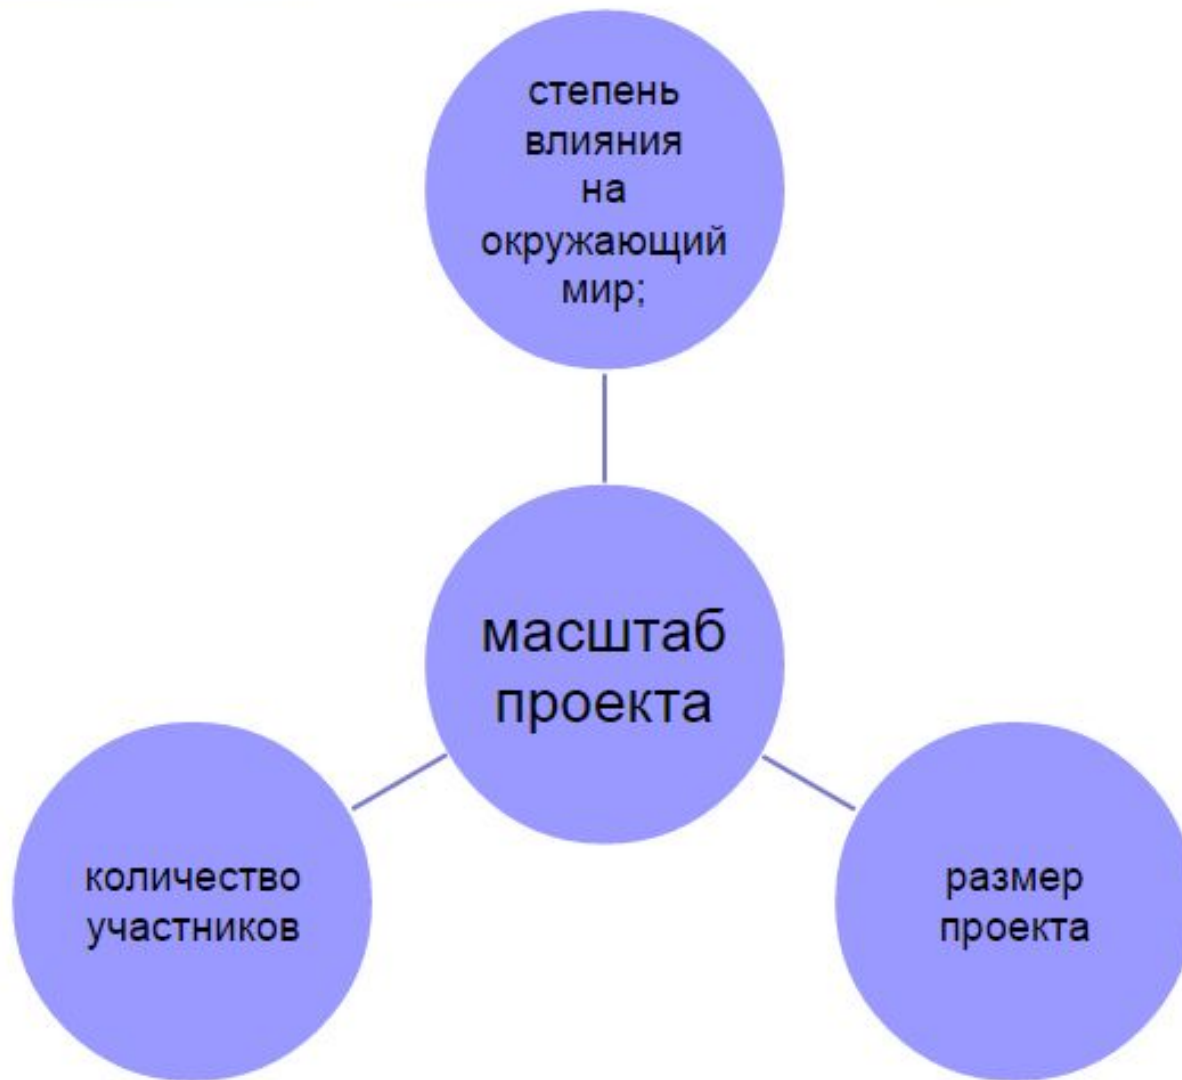 степень
влияния
на
окружающий
мир;
масштаб
проекта
количество
участников
размер
проекта